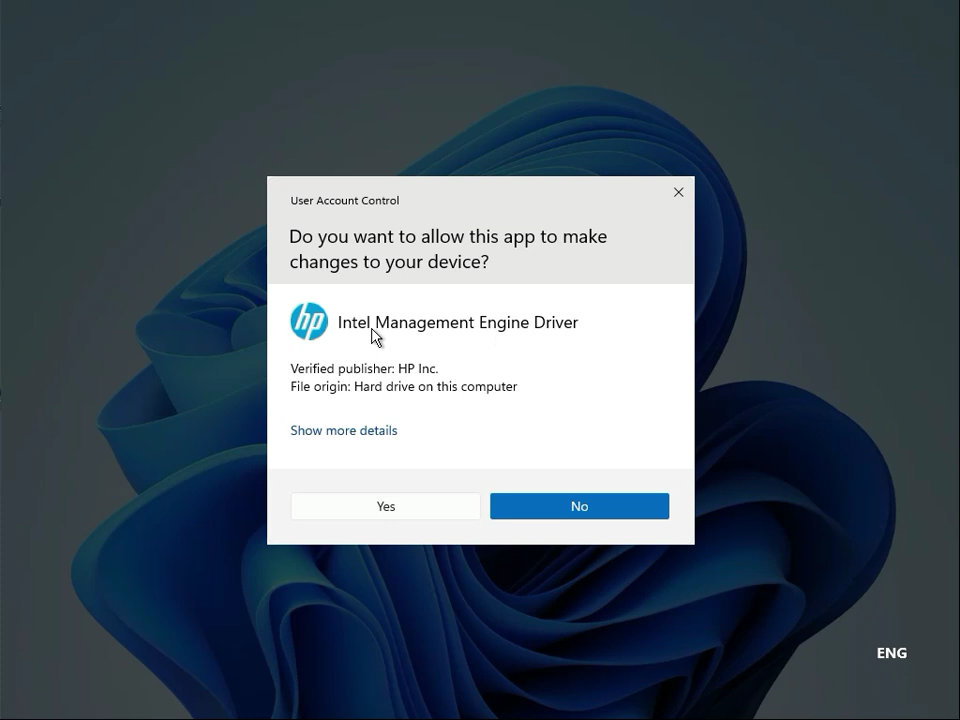 User Account Control
Do you want to allow this app to make
changes to your device?
hp
Intel Management Engine Driver
Verified publisher: HP Inc.
File origin: Hard drive on this computer
Show more details
Yes
No
ENG